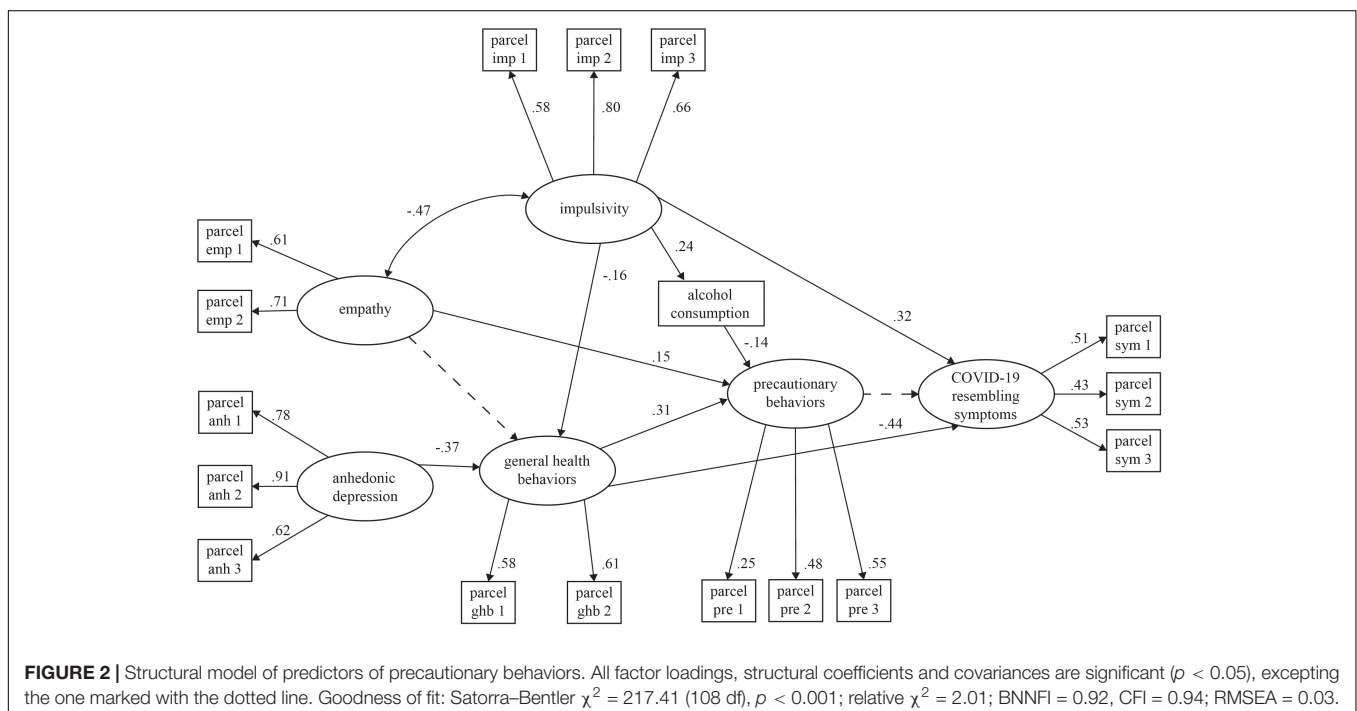 parcel
imp 1
parcel
imp 2
parcel
imp 3
.58
.80
.66
impulsivity
-.47
.24
-.16
parcel
emp 1
.61
parcel
emp 2
.71
empathy
alcohol
consumption
.32
-.14
.15
parcel
sym 1
.51
parcel
sym 2
.43
parcel
sym 3
.53
precautionary
behaviors
COVID-19
resembling
symptoms
.31
-.44
parcel
anh 1
.78
parcel
anh 2
.91
parcel
anh 3
.62
anhedonic
depression
-.37
general health
behaviors
.58
.61
parcel
ghb 1
parcel
ghb 2
.25
.48
.55
parcel
pre 1
parcel
pre 2
parcel
pre 3
FIGURE 2 | Structural model of predictors of precautionary behaviors. All factor loadings, structural coefficients and covariances are significant (p < 0.05), excepting
the one marked with the dotted line. Goodness of fit: Satorra–Bentler χ² = 217.41 (108 df), p < 0.001; relative χ² = 2.01; BNNFI = 0.92, CFI = 0.94; RMSEA = 0.03.